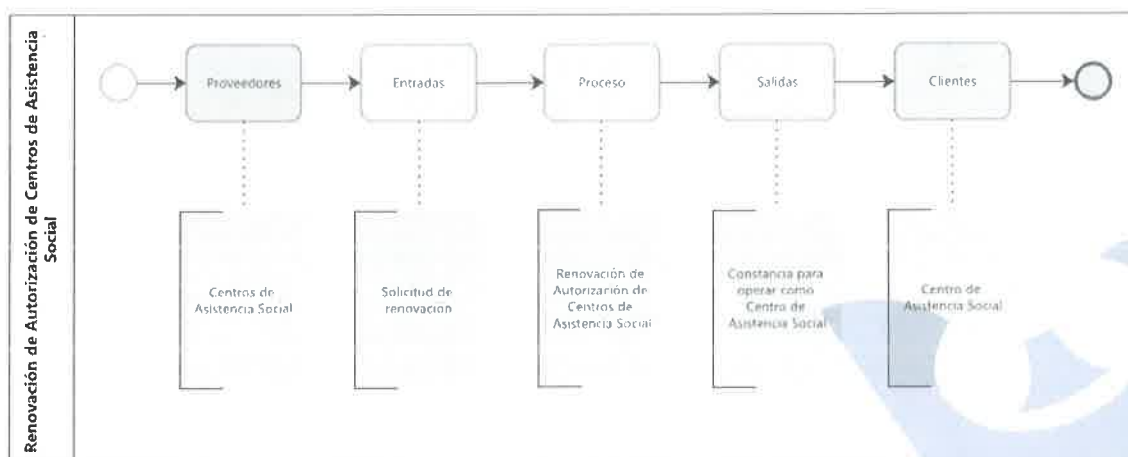 Renovación de Autorización de Centros de Asistencia
Social
Proveedores
Entradas
Proceso
Salidas
Clientes
Centros de
Asistencia Social
Solicitud de
renovación
Renovación de
Autorización de
Centros de
Asistencia Social
Constancia para
operar como
Centro de
Asistencia Social
Centro de
Asistencia Social